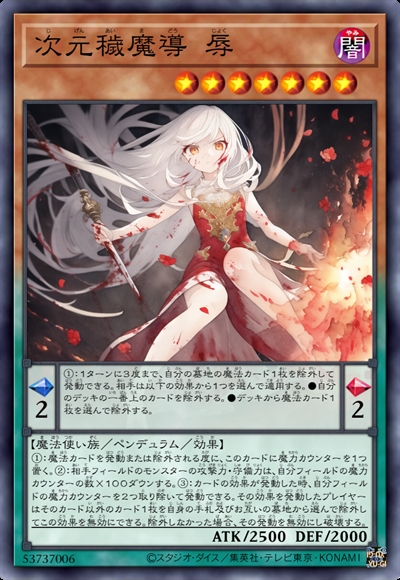 次元穢魔導 辱
闇
①：1ターンに3度まで、自分の墓地の魔法カード1枚を除外して
発動できる。相手は以下の効果から1つを選んで適用する。●自分
のデッキの一番上のカードを除外する。●デッキから魔法カード1
枚を選んで除外する。
2 2
【魔法使い族／ペンデュラム／効果】
①：魔法カードを発動または除外される度に、このカードに魔力カウンターを1つ
置く。②：相手フィールドのモンスターの攻撃力・守備力は、自分フィールドの魔力
カウンターの数×100ダウンする。③：カードの効果が発動した時、自分フィール
ドの魔力カウンターを2つ取り除いて発動できる。その効果を発動したプレイヤー
はそのカード以外のカード1枚を自身の手札及びお互いの墓地から選んで除外し
てこの効果を無効にできる。除外しなかった場合、その発動を無効にし破壊する。
ATK/2500 DEF/2000
53737006 ©スタジオ・ダイス／集英社・テレビ東京・KONAMI